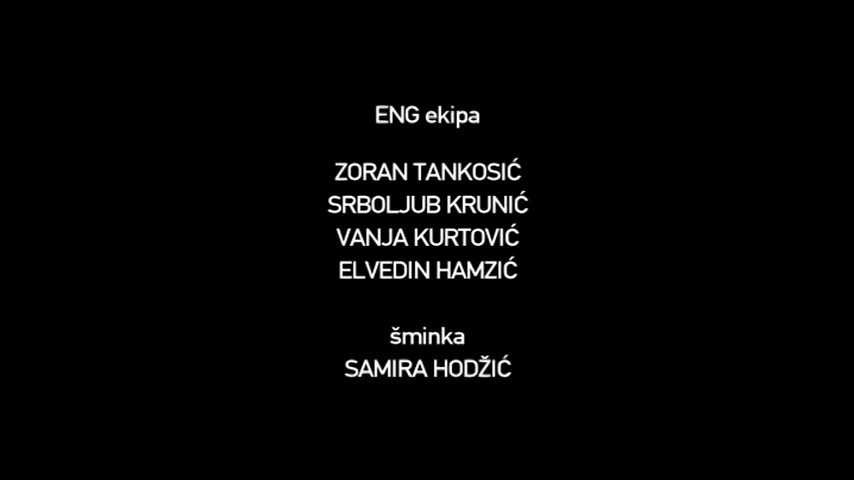 ENG ekipa
ZORAN TANKOSIĆ
SRBOLJUB KRUNIĆ
VANJA KURTOVIĆ
ELVEDIN HAMZIĆ
šminka
SAMIRA HODŽIĆ